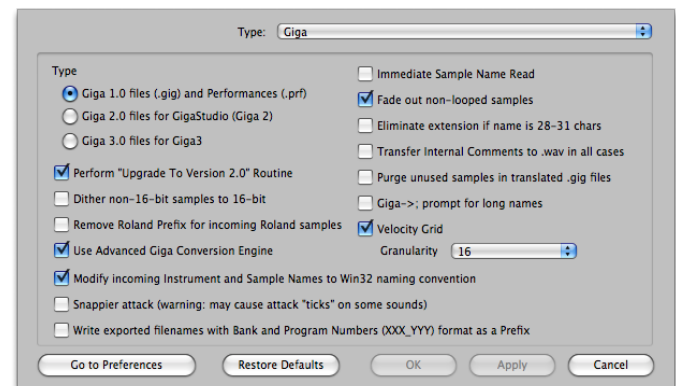 Type: Giga
Type
Giga 1.0 files (.gig) and Performances (.prf)
Giga 2.0 files for GigaStudio (Giga 2)
Giga 3.0 files for Giga3
Perform "Upgrade To Version 2.0" Routine
Dither non-16-bit samples to 16-bit
Remove Roland Prefix for incoming Roland samples
Use Advanced Giga Conversion Engine
Immediate Sample Name Read
Fade out non-looped samples
Eliminate extension if name is 28-31 chars
Transfer Internal Comments to .wav in all cases
Purge unused samples in translated .gig files
Giga->; prompt for long names
Velocity Grid
Granularity 16
Modify incoming Instrument and Sample Names to Win32 naming convention
Snappier attack (warning: may cause attack "ticks" on some sounds)
Write exported filenames with Bank and Program Numbers (XXX_YYY) format as a Prefix
Go to Preferences Restore Defaults OK Apply Cancel